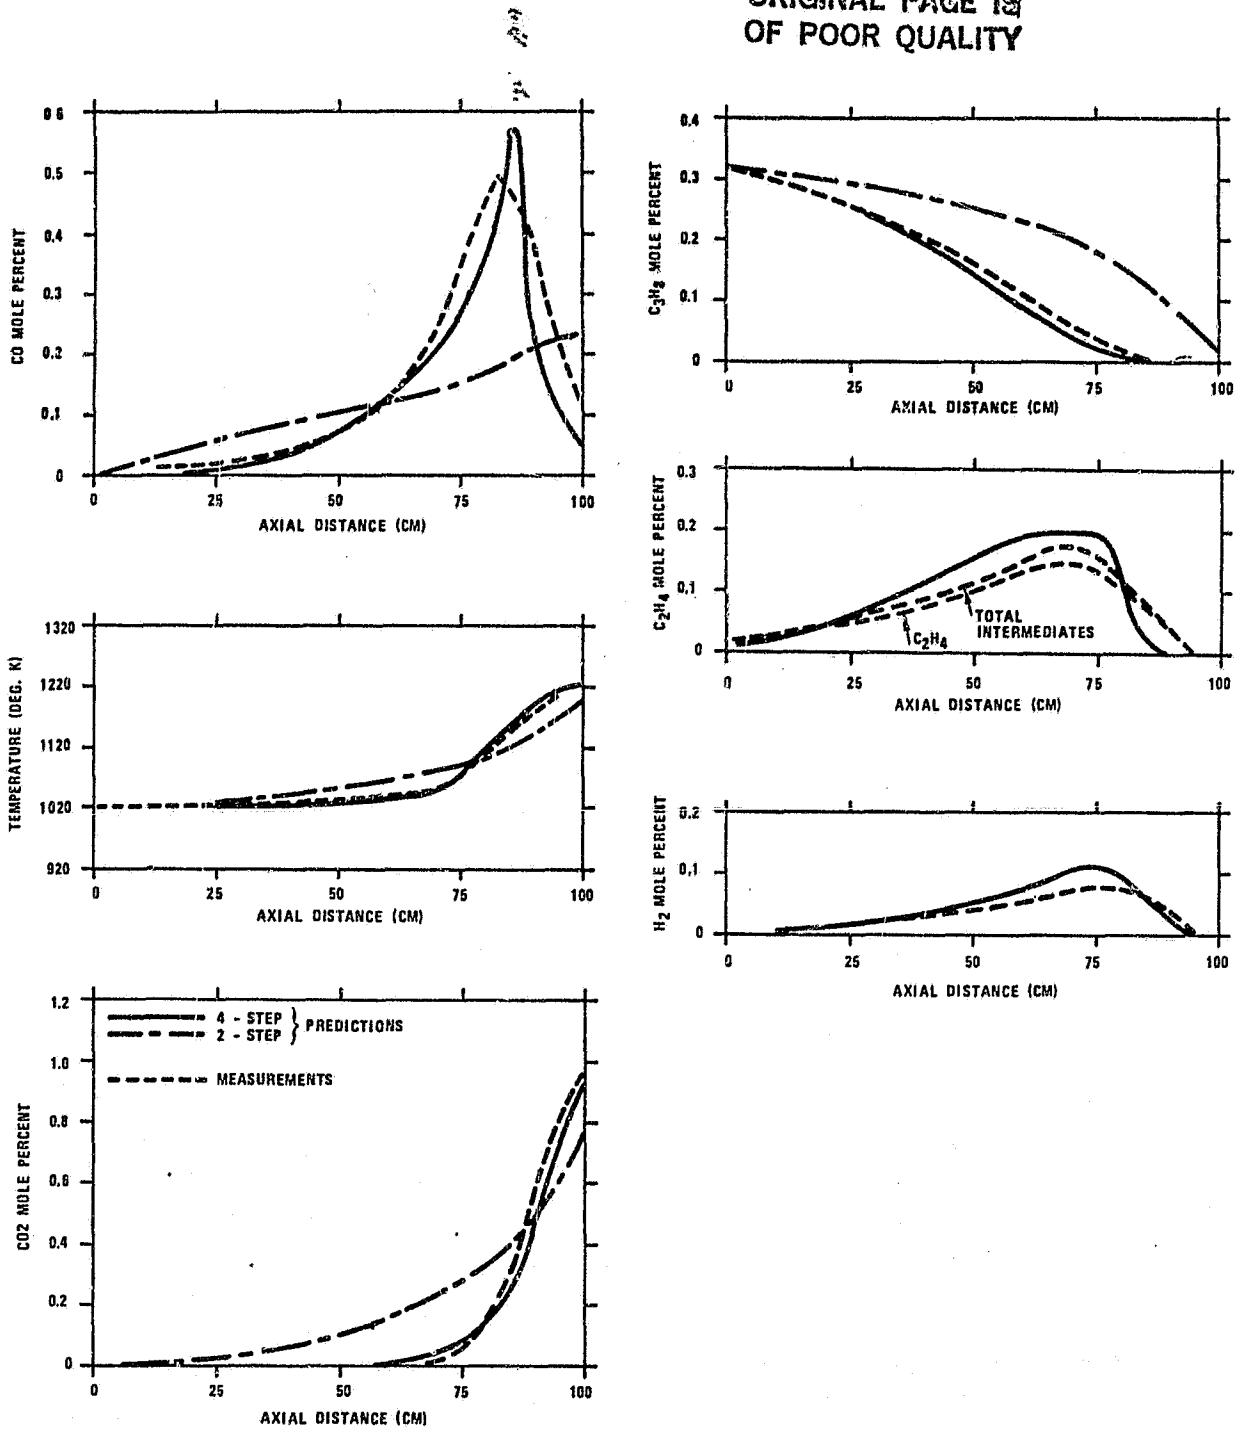 ORIGINAL PAGE IS
OF POOR QUALITY
0.6
0.5
0.4
0.3
0.2
0.1
0
CO MOLE PERCENT
0 25 50 75 100
AXIAL DISTANCE (CM)
1320
1220
1120
1020
920
TEMPERATURE (DEG. K)
0 25 50 75 100
AXIAL DISTANCE (CM)
1.2
1.0
0.8
0.6
0.4
0.2
0
CO2 MOLE PERCENT
4 - STEP
2 - STEP
PREDICTIONS
MEASUREMENTS
0 25 50 75 100
AXIAL DISTANCE (CM)
0.4
0.3
0.2
0.1
0
C3H8 MOLE PERCENT
0 25 50 75 100
AXIAL DISTANCE (CM)
0.3
0.2
0.1
0
C2H4 MOLE PERCENT
TOTAL
INTERMEDIATES
C2H4
0 25 50 75 100
AXIAL DISTANCE (CM)
0.2
0.1
0
H2 MOLE PERCENT
0 25 50 75 100
AXIAL DISTANCE (CM)